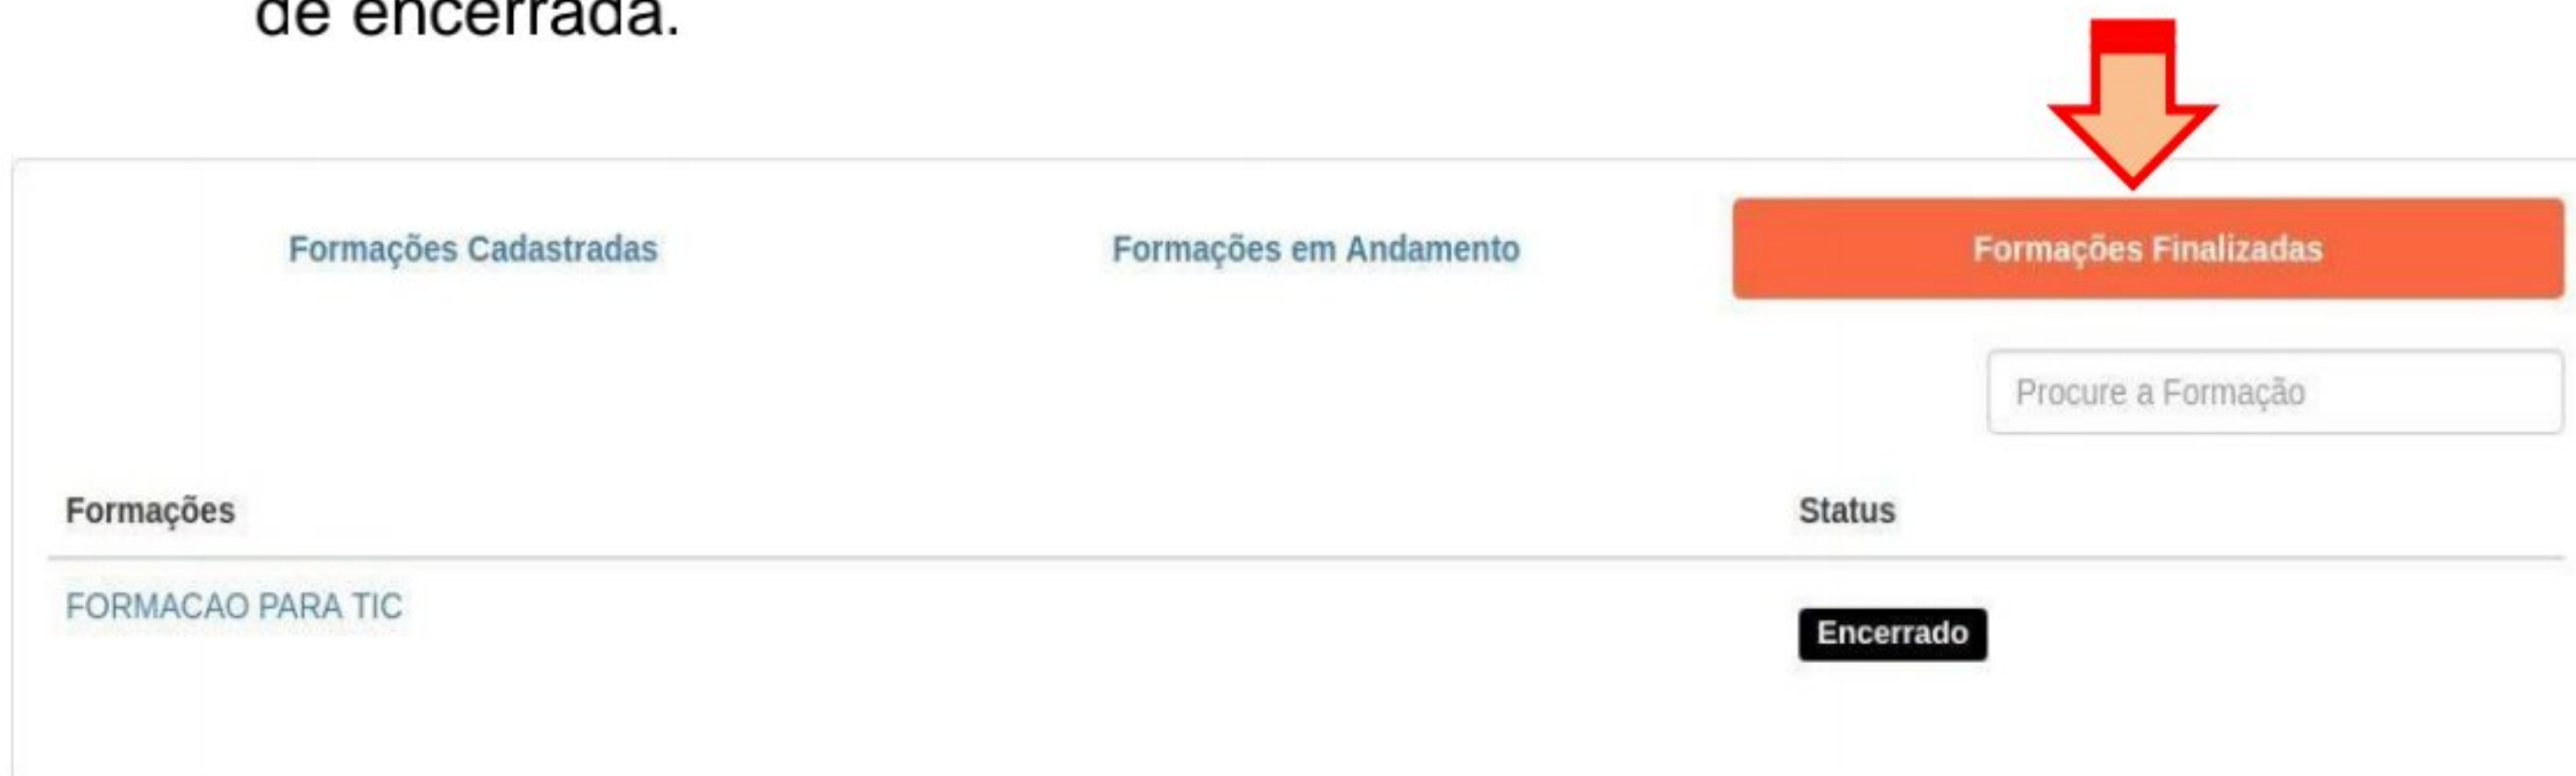 de encerrada.
Formações Cadastradas Formações em Andamento Formações Finalizadas
Procure a Formação
Formações Status
FORMACAO PARA TIC
Encerrado